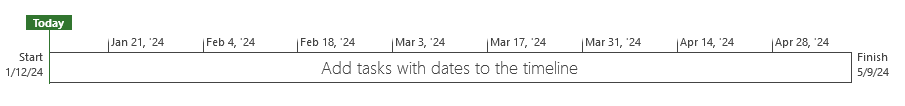 Today
Jan 21, '24 Feb 4, '24 Feb 18, '24 Mar 3, '24 Mar 17, '24 Mar 31, '24 Apr 14, '24 Apr 28, '24
Start
1/12/24
Add tasks with dates to the timeline
Finish
5/9/24